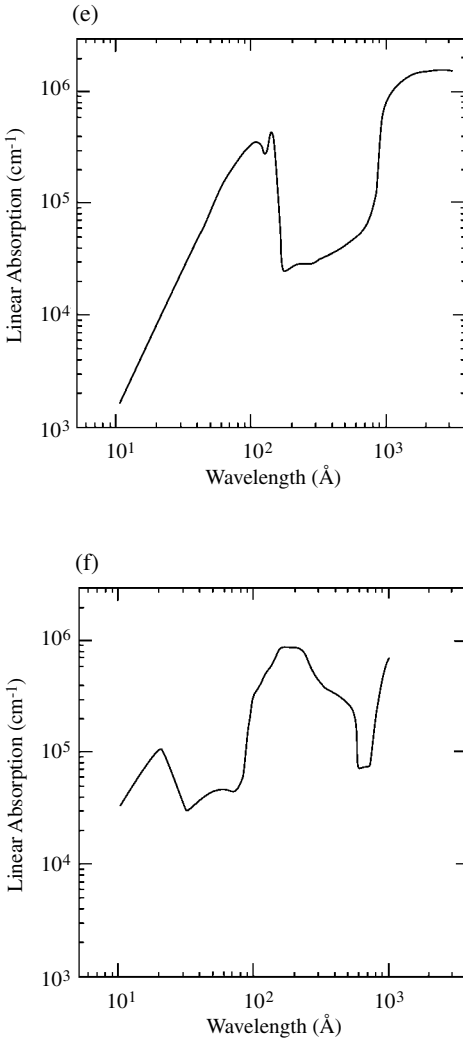 (e)
10⁶
10⁵
10⁴
10³
Linear Absorption (cm⁻¹)
10¹ 10² 10³
Wavelength (Å)
(f)
10⁶
10⁵
10⁴
10³
Linear Absorption (cm⁻¹)
10¹ 10² 10³
Wavelength (Å)